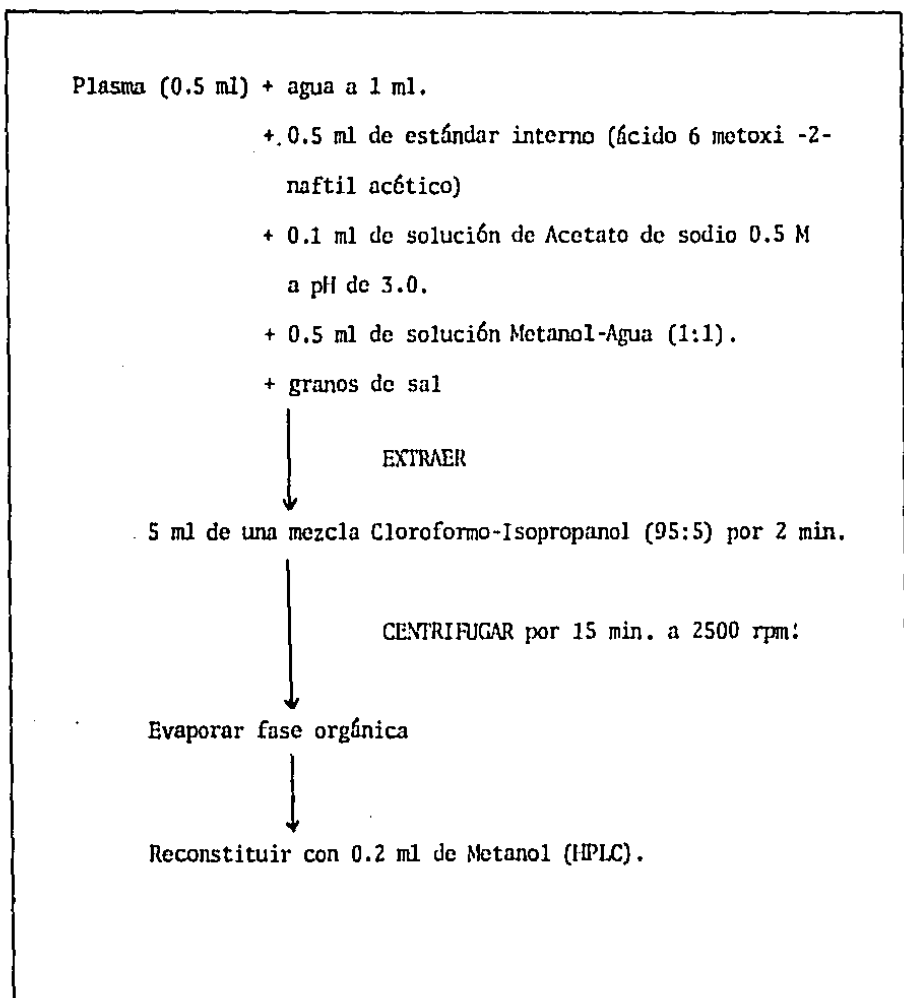 Plasma (0.5 ml) + agua a 1 ml.
+ 0.5 ml de estándar interno (ácido 6 metoxi -2-
naftil acético)
+ 0.1 ml de solución de Acetato de sodio 0.5 M
a pH de 3.0.
+ 0.5 ml de solución Metanol-Agua (1:1).
+ granos de sal
EXTRAER
5 ml de una mezcla Cloroformo-Isopropanol (95:5) por 2 min.
CENTRIFUGAR por 15 min. a 2500 rpm.
Evaporar fase orgánica
Reconstituir con 0.2 ml de Metanol (HPLC).